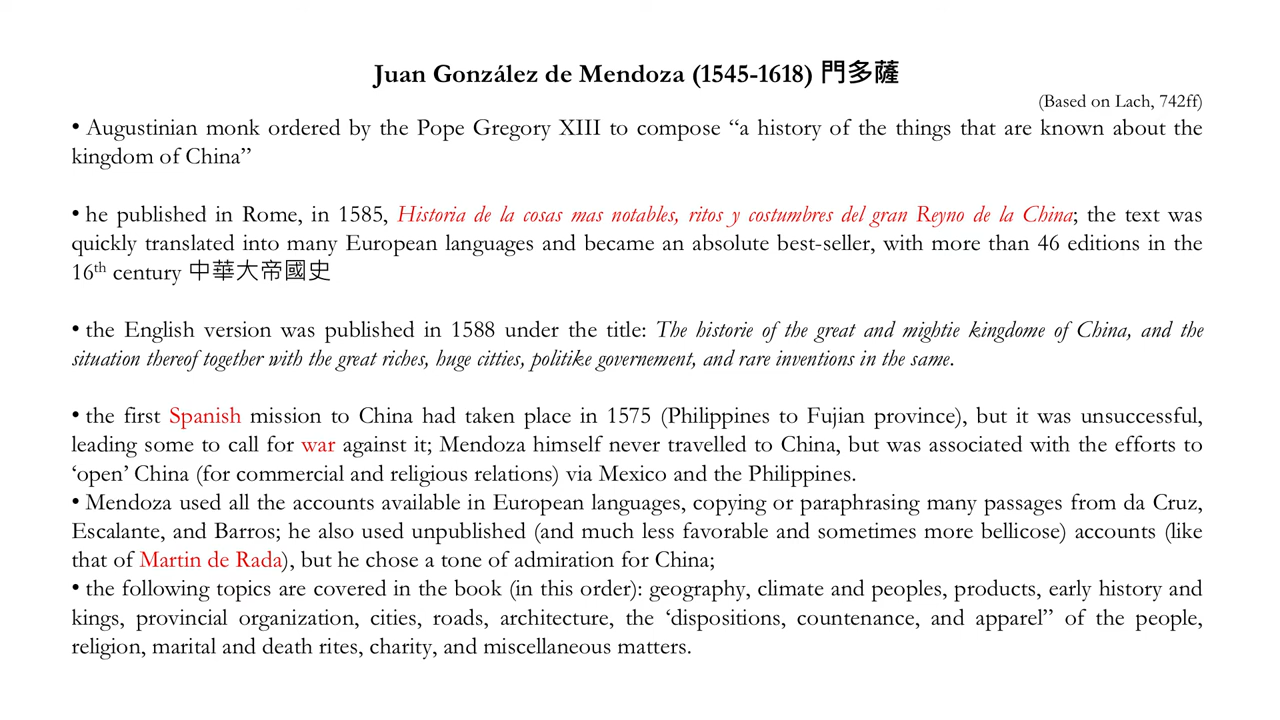 Juan González de Mendoza (1545-1618) 門多薩
(Based on Lach, 742ff)
• Augustinian monk ordered by the Pope Gregory XIII to compose “a history of the things that are known about the
kingdom of China”
• he published in Rome, in 1585, Historia de la cosas mas notables, ritos y costumbres del gran Reyno de la China; the text was
quickly translated into many European languages and became an absolute best-seller, with more than 46 editions in the
16th century 中華大帝國史
• the English version was published in 1588 under the title: The historie of the great and mightie kingdome of China, and the
situation thereof together with the great riches, huge citties, politike governement, and rare inventions in the same.
• the first Spanish mission to China had taken place in 1575 (Philippines to Fujian province), but it was unsuccessful,
leading some to call for war against it; Mendoza himself never travelled to China, but was associated with the efforts to
‘open’ China (for commercial and religious relations) via Mexico and the Philippines.
• Mendoza used all the accounts available in European languages, copying or paraphrasing many passages from da Cruz,
Escalante, and Barros; he also used unpublished (and much less favorable and sometimes more bellicose) accounts (like
that of Martin de Rada), but he chose a tone of admiration for China;
• the following topics are covered in the book (in this order): geography, climate and peoples, products, early history and
kings, provincial organization, cities, roads, architecture, the ‘dispositions, countenance, and apparel” of the people,
religion, marital and death rites, charity, and miscellaneous matters.